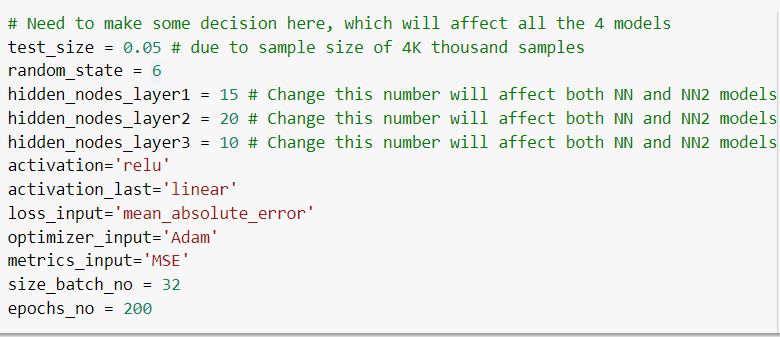 # Need to make some decision here, which will affect all the 4 models
test_size = 0.05 # due to sample size of 4K thousand samples
random_state = 6
hidden_nodes_layer1 = 15 # Change this number will affect both NN and NN2 models
hidden_nodes_layer2 = 20 # Change this number will affect both NN and NN2 models
hidden_nodes_layer3 = 10 # Change this number will affect both NN and NN2 models
activation='relu'
activation_last='linear'
loss_input='mean_absolute_error'
optimizer_input='Adam'
metrics_input='MSE'
size_batch_no = 32
epochs_no = 200